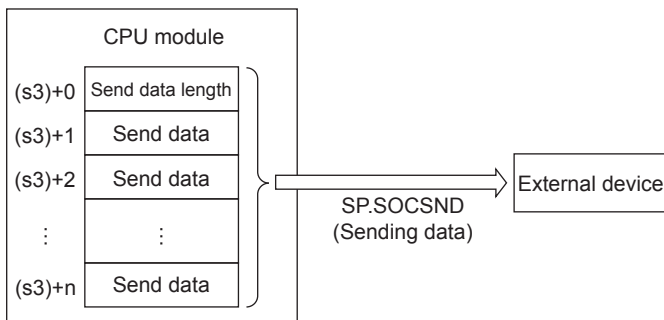 CPU module
(s3)+0 Send data length
(s3)+1 Send data
(s3)+2 Send data
⋮ ⋮
(s3)+n Send data
SP.SOCSND
(Sending data)
External device